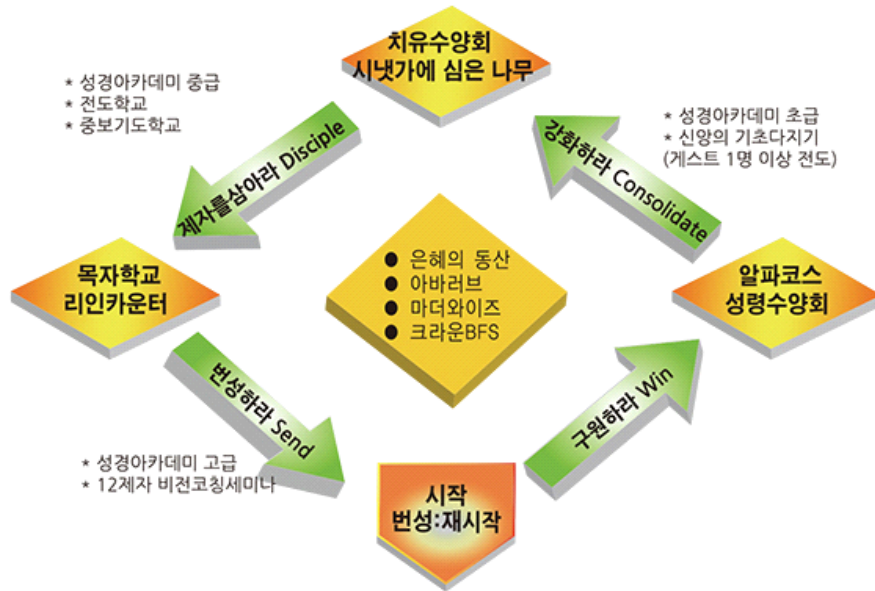 치유수양회
시냇가에 심은 나무
* 성경아카데미 중급
* 전도학교
* 중보기도학교
제자를삼아라 Disciple
* 성경아카데미 초급
* 신앙의 기초다지기
(게스트 1명 이상 전도)
강화하라 Consolidate
목자학교
리인카운터
● 은혜의 동산
● 아바러브
● 마더와이즈
● 크라운BFS
알파코스
성령수양회
번성하라 Send
* 성경아카데미 고급
* 12제자 비전코칭세미나
구원하라 Win
시작
번성:재시작